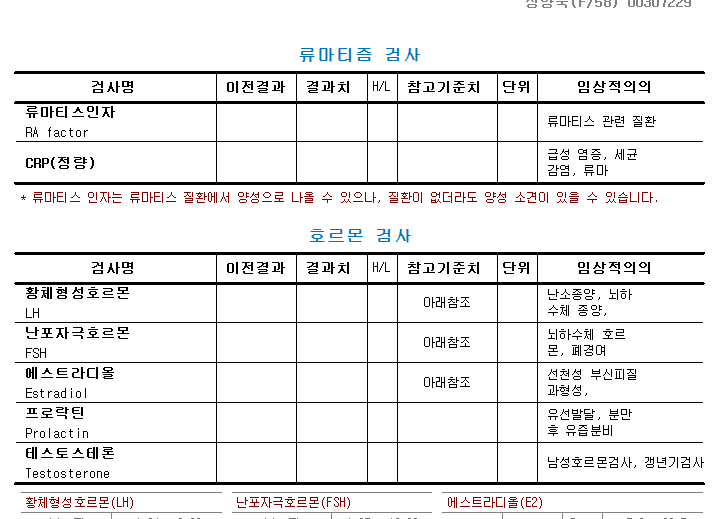 (F/58) 00307229
류마티즘 검사
검사명 이전결과 결과치 H/L 참고기준치 단위 임상적의의
류마티스인자
RA factor
류마티스 관련 질환
CRP(정량)
급성 염증, 세균
감염, 류마
* 류마티스 인자는 류마티스 질환에서 양성으로 나올 수 있으나, 질환이 없더라도 양성 소견이 있을 수 있습니다.
호르몬 검사
검사명 이전결과 결과치 H/L 참고기준치 단위 임상적의의
황체형성호르몬
LH
아래참조
난소종양, 뇌하
수체 종양,
난포자극호르몬
FSH
아래참조
뇌하수체 호르
몬, 폐경여
에스트라디올
Estradiol
아래참조
선천성 부신피질
과형성,
프로락틴
Prolactin
유선발달, 분만
후 유즙분비
테스토스테론
Testosterone
남성호르몬검사, 갱년기검사
황체형성호르몬(LH) 난포자극호르몬(FSH) 에스트라디올(E2)